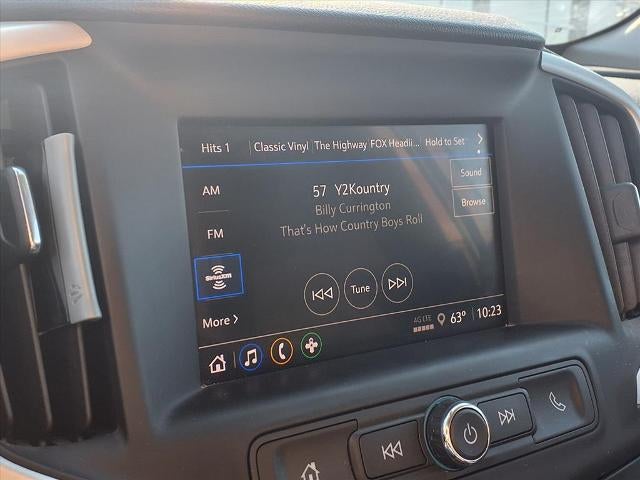 Hits 1 Classic Vinyl The Highway FOX Headli... Hold to Set
AM
57 Y2Kountry
Sound
Billy Currington
Browse
FM
That's How Country Boys Roll
SiriusXM
Tune
More
4G LTE 63° 10:23